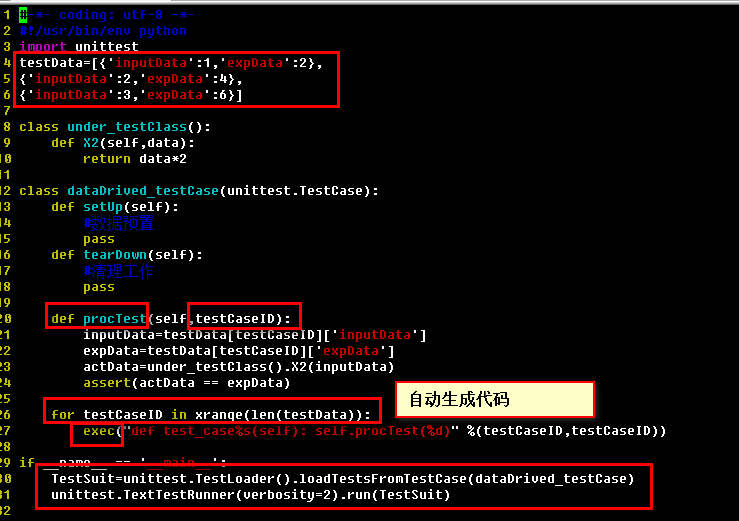 1 #-*- coding: utf-8 -*-
2 #!/usr/bin/env python
3 import unittest
4 testData=[{'inputData':1,'expData':2},
5 {'inputData':2,'expData':4},
6 {'inputData':3,'expData':6}]
7
8 class under_testClass():
9     def X2(self,data):
10         return data*2
11
12 class dataDrived_testCase(unittest.TestCase):
13     def setUp(self):
14         #数据预置
15         pass
16     def tearDown(self):
17         #清理工作
18         pass
19
20     def procTest(self,testCaseID):
21         inputData=testData[testCaseID]['inputData']
22         expData=testData[testCaseID]['expData']
23         actData=under_testClass().X2(inputData)
24         assert(actData == expData)
25
自动生成代码
26     for testCaseID in xrange(len(testData)):
27         exec("def test_case%s(self): self.procTest(%d)" %(testCaseID,testCaseID))
28
29 if __name__ == '__main__':
30     TestSuit=unittest.TestLoader().loadTestsFromTestCase(dataDrived_testCase)
31     unittest.TextTestRunner(verbosity=2).run(TestSuit)
32